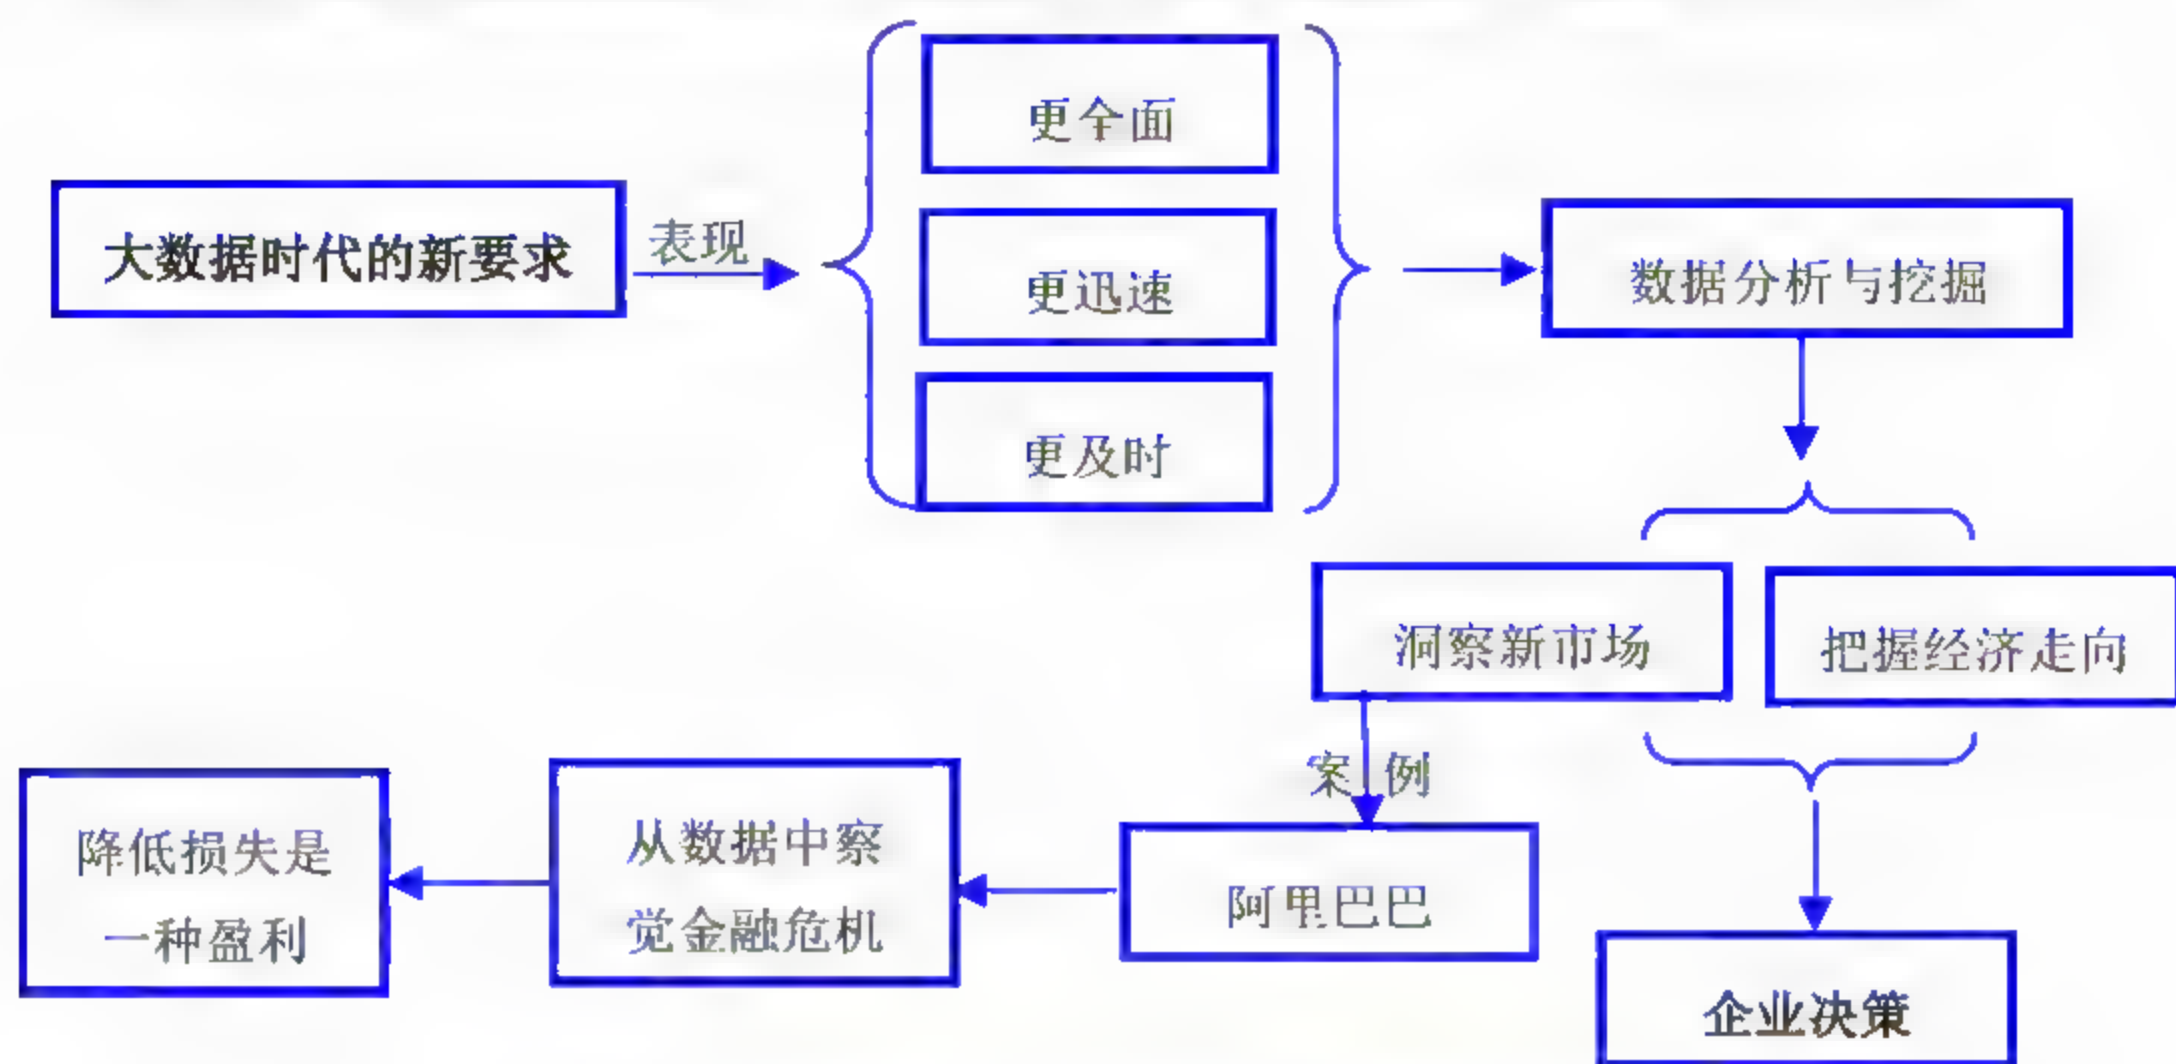 更全面
大数据时代的新要求
表现
更迅速
数据分析与挖掘
更及时
洞察新市场
把握经济走向
案例
降低损失是
一种盈利
从数据中察
觉金融危机
阿里巴巴
企业决策